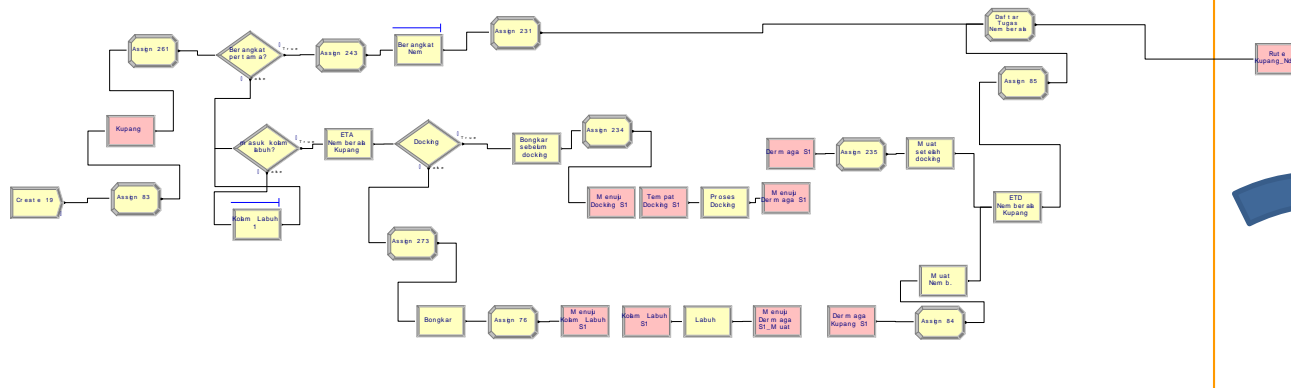 Assign 261
Berangkat
pertama?
True
False
Assign 243
Berangkat
Nem
Assign 231
Daftar
Tugas
Nemberala
Rute
Kupang_Nd
Assign 85
Kupang
masuk kolam
labuh?
True
False
ETA
Nemberala
Kupang
Docking
True
False
Bongkar
sebelum
docking
Assign 234
Dermaga S1
Assign 235
Muat
setelah
docking
Create 19
Assign 83
Kolam Labuh
1
Menuju
Docking S1
Tempat
Docking S1
Proses
Docking
Menuju
Dermaga S1
ETD
Nemberala
Kupang
Assign 273
Muat
Nemb.
Bongkar
Assign 76
Menuju
Kolam Labuh
S1
Kolam Labuh
S1
Labuh
Menuju
Dermaga
S1_Muat
Dermaga
Kupang S1
Assign 84